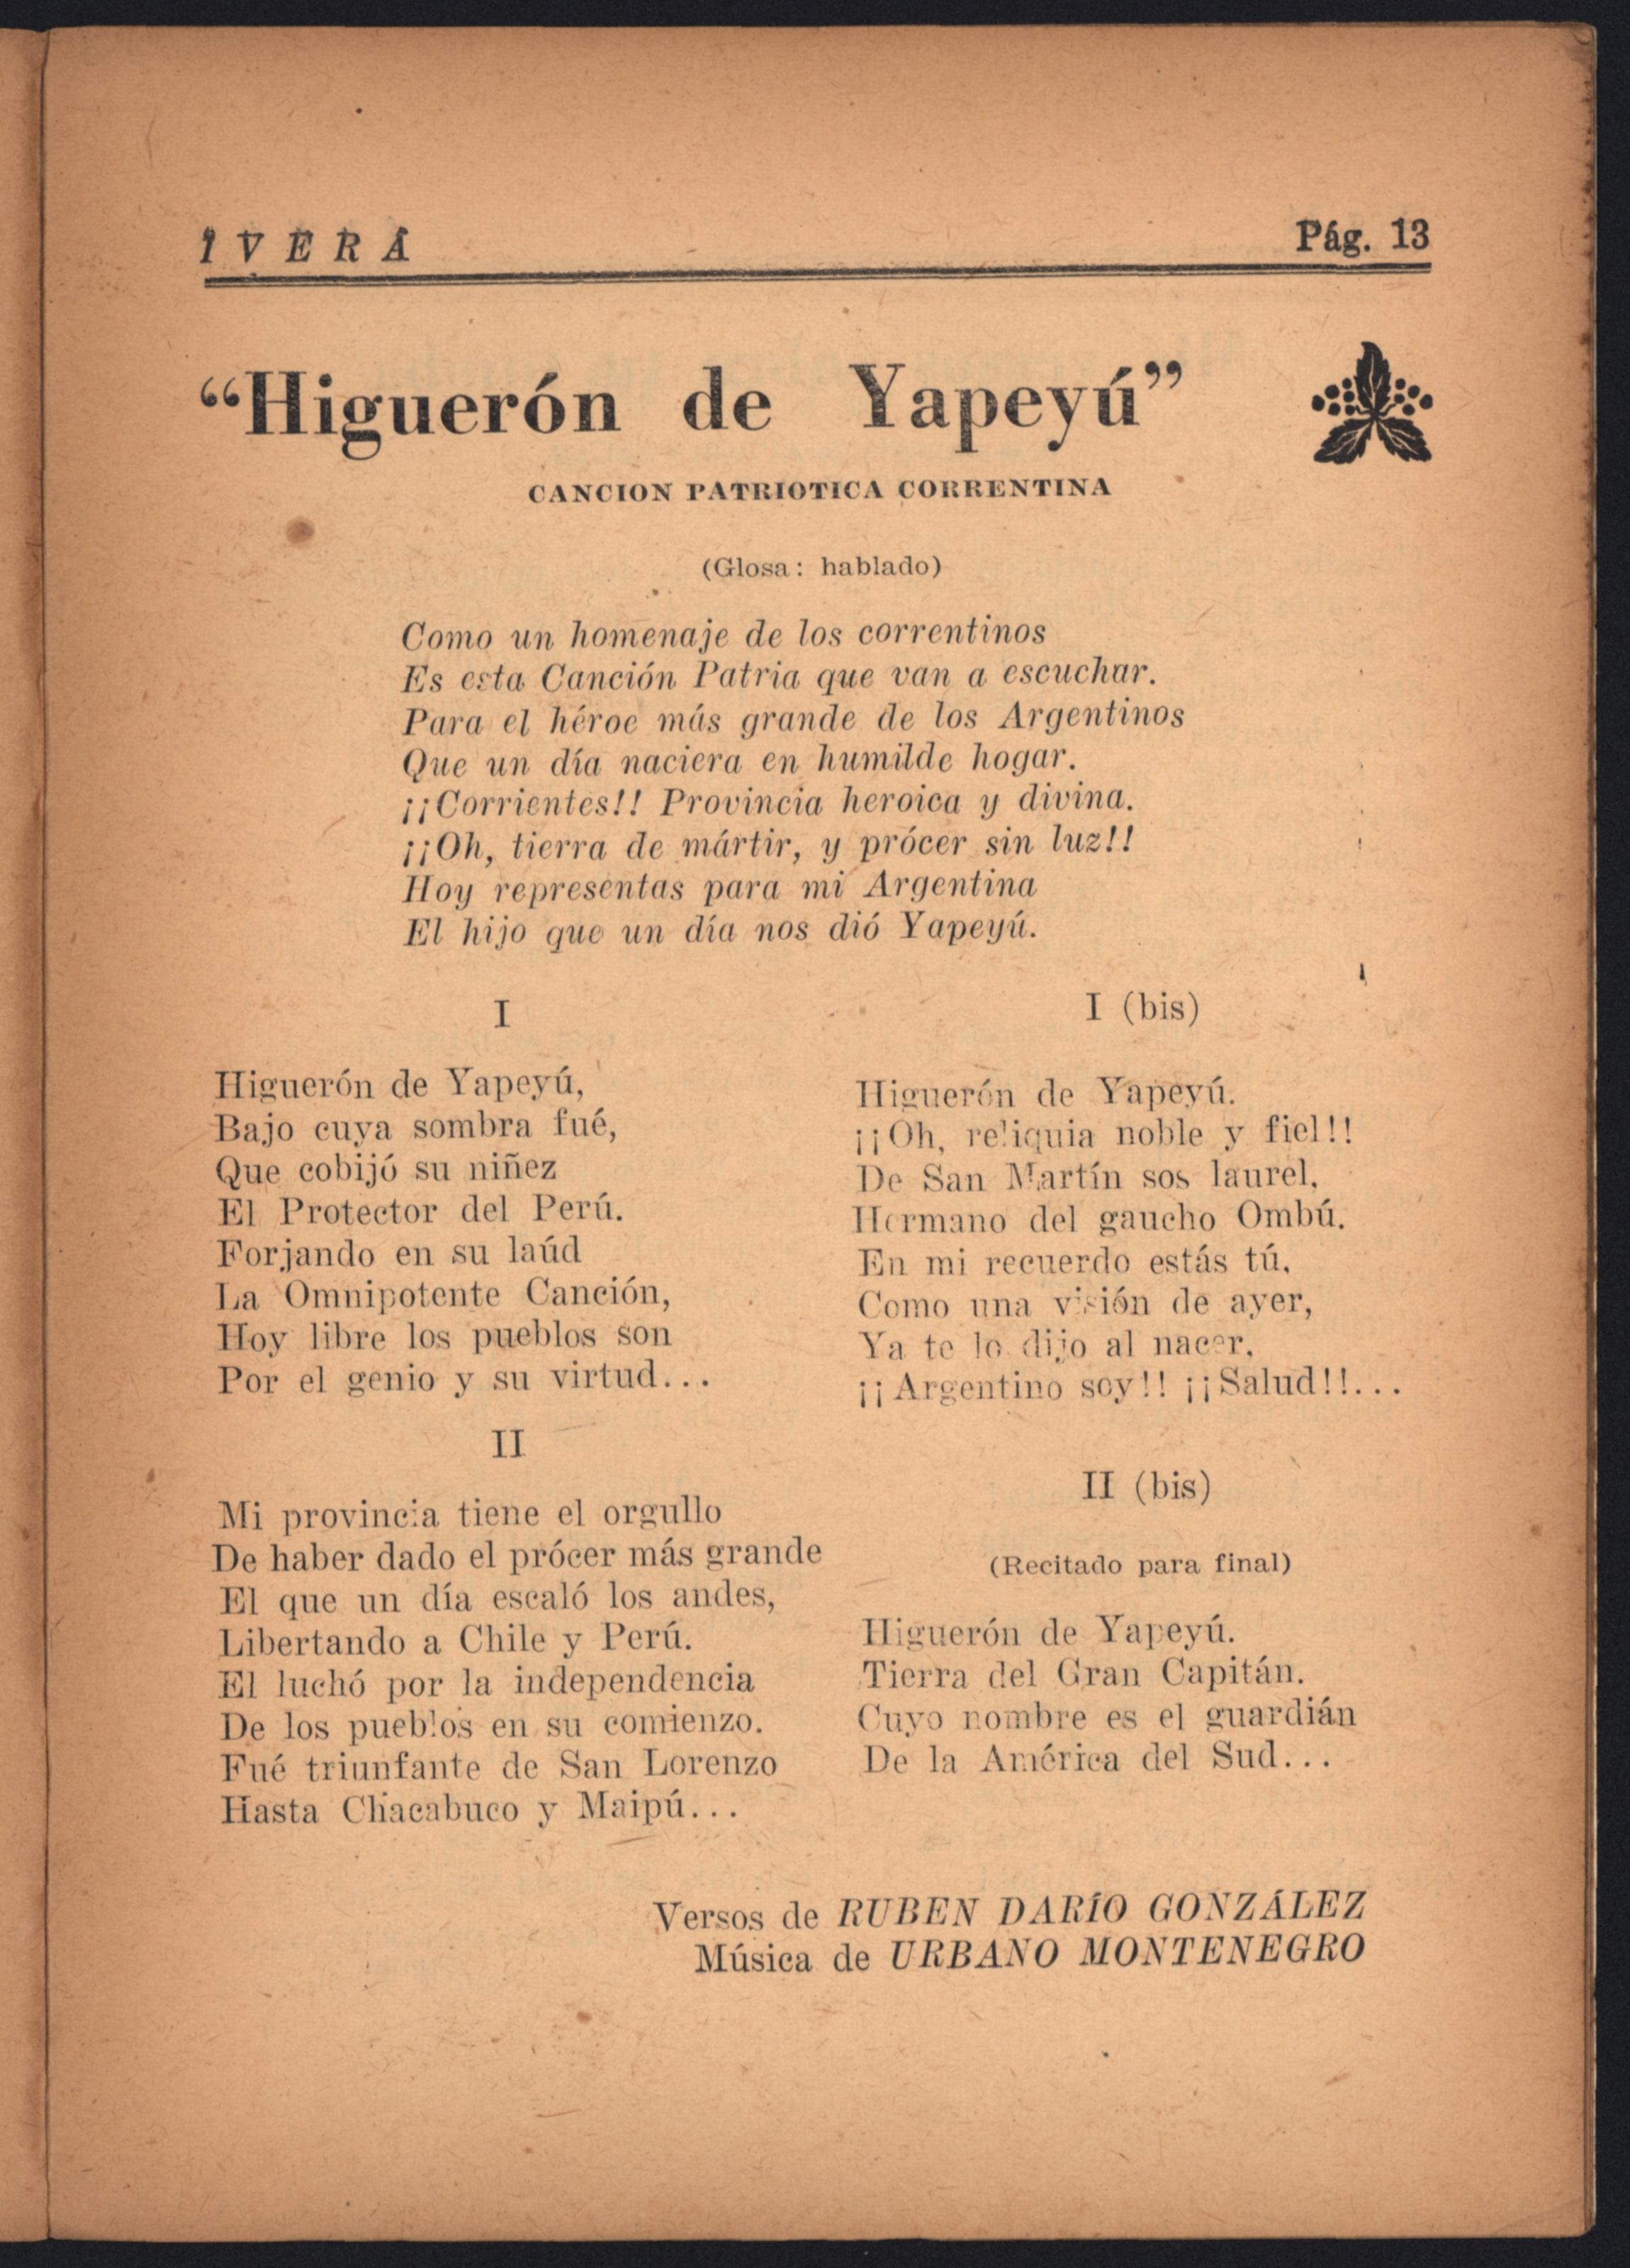 IVERÁ
Pág. 13
“Higuerón de Yapeyú”
CANCION PATRIOTICA CORRENTINA
(Glosa: hablado)
Como un homenaje de los correntinos
Es esta Canción Patria que van a escuchar.
Para el héroe más grande de los Argentinos
Que un día naciera en humilde hogar.
¡¡Corrientes!! Provincia heroica y divina.
¡¡Oh, tierra de mártir, y prócer sin luz!!
Hoy representas para mi Argentina
El hijo que un día nos dió Yapeyú.
I
Higuerón de Yapeyú,
Bajo cuya sombra fué,
Que cobijó su niñez
El Protector del Perú.
Forjando en su laúd
La Omnipotente Canción,
Hoy libre los pueblos son
Por el genio y su virtud...
II
Mi provincia tiene el orgullo
De haber dado el prócer más grande
El que un día escaló los andes,
Libertando a Chile y Perú.
El luchó por la independencia
De los pueblos en su comienzo.
Fué triunfante de San Lorenzo
Hasta Chacabuco y Maipú...
I (bis)
Higuerón de Yapeyú.
¡¡Oh, reliquia noble y fiel!!
De San Martín sos laurel,
Hermano del gaucho Ombú.
En mi recuerdo estás tú,
Como una visión de ayer,
Ya te lo dijo al nacer,
¡¡Argentino soy!! ¡¡Salud!!...
II (bis)
(Recitado para final)
Higuerón de Yapeyú.
Tierra del Gran Capitán.
Cuyo nombre es el guardián
De la América del Sud...
Versos de RUBEN DARÍO GONZÁLEZ
Música de URBANO MONTENEGRO